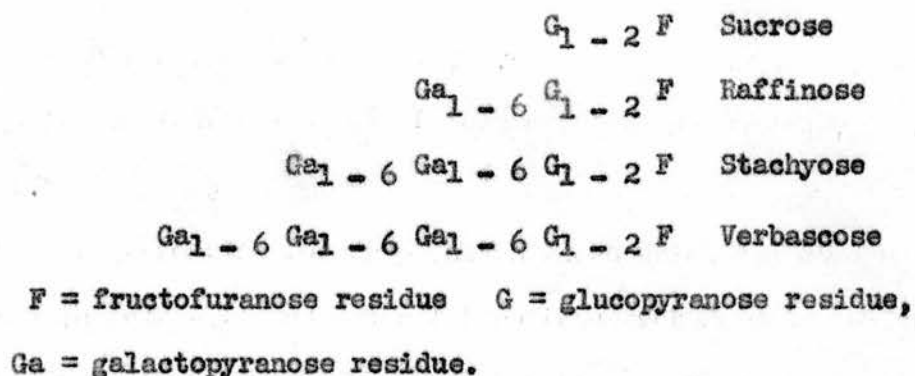 G1 - 2 F Sucrose
Ga1 - 6 G1 - 2 F Raffinose
Ga1 - 6 Ga1 - 6 G1 - 2 F Stachyose
Ga1 - 6 Ga1 - 6 Ga1 - 6 G1 - 2 F Verbascose
F = fructofuranose residue G = glucopyranose residue,
Ga = galactopyranose residue.